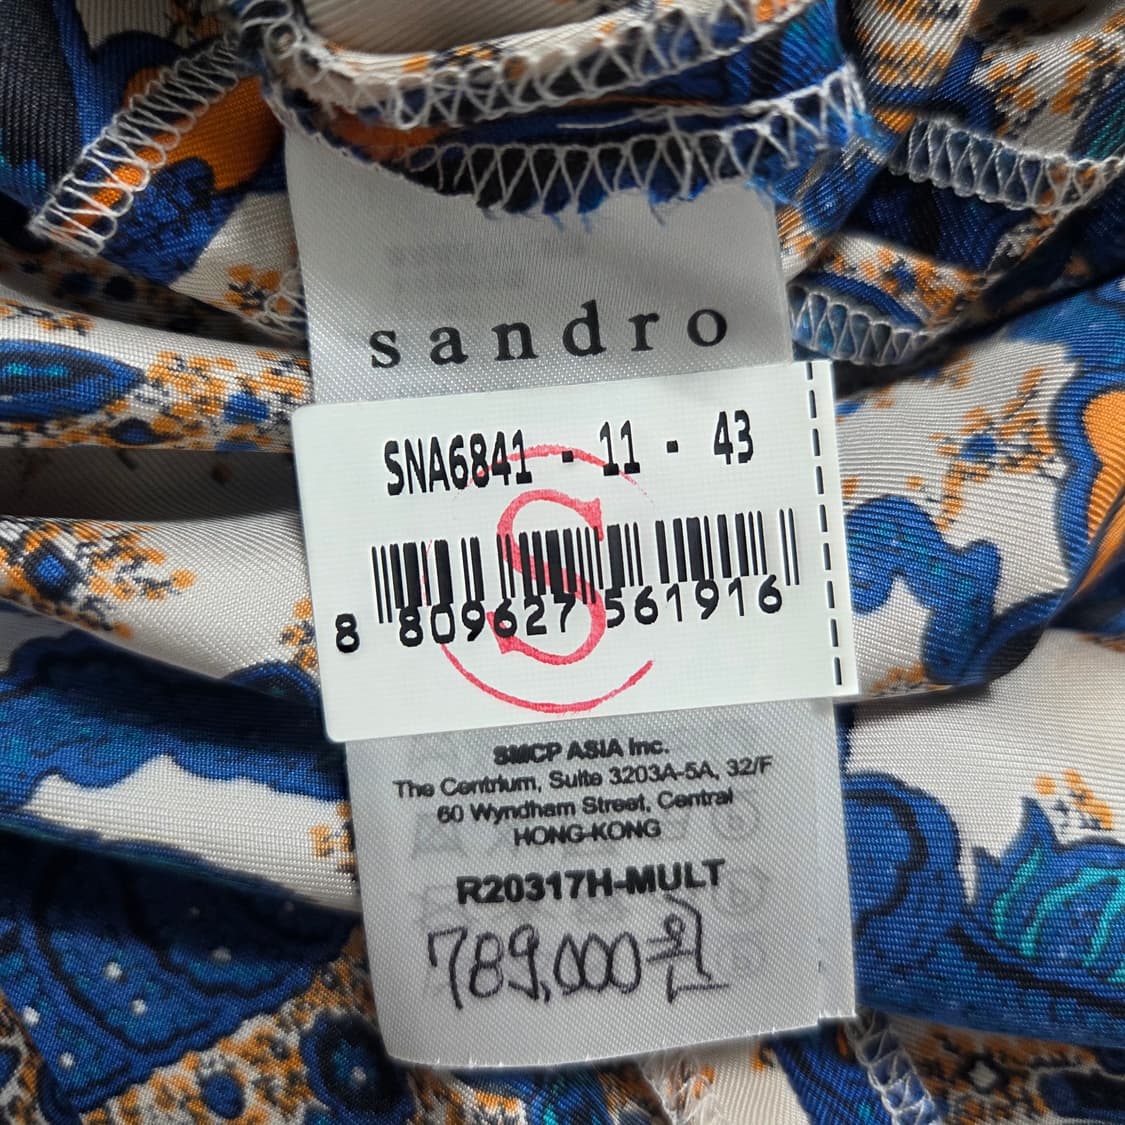 sandro
SNA6841 - 11 - 43
S
8 809627 561916
SMCP ASIA Inc.
The Centrium, Suite 3203A-5A, 32/F
60 Wyndham Street, Central
HONG-KONG
R20317H-MULT
789,000원